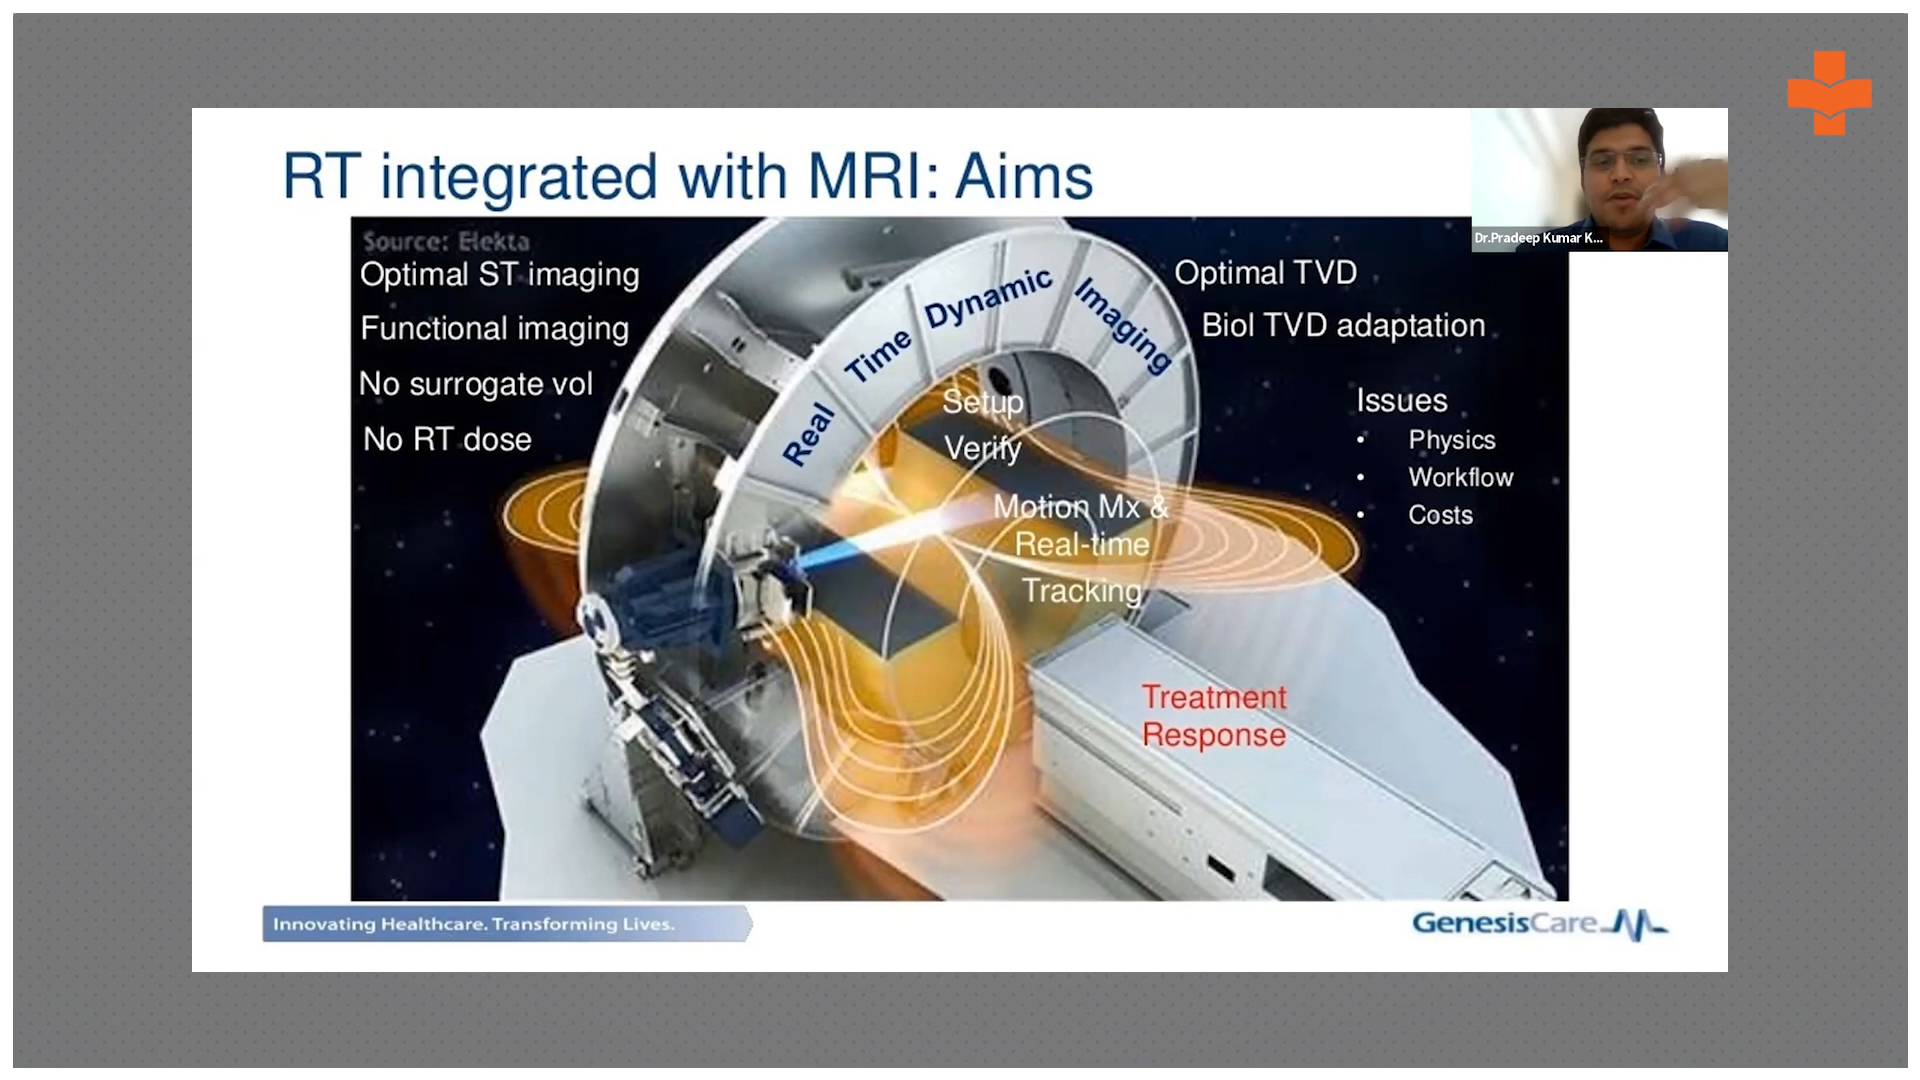 RT integrated with MRI: Aims
Dr.Pradeep Kumar K...
Source: Elekta
Optimal ST imaging
Functional imaging
No surrogate vol
No RT dose
Real Time Dynamic Imaging
Setup
Verify
Motion Mx &
Real-time
Tracking
Optimal TVD
Biol TVD adaptation
Issues
• Physics
• Workflow
• Costs
Treatment
Response
Innovating Healthcare. Transforming Lives.
GenesisCare